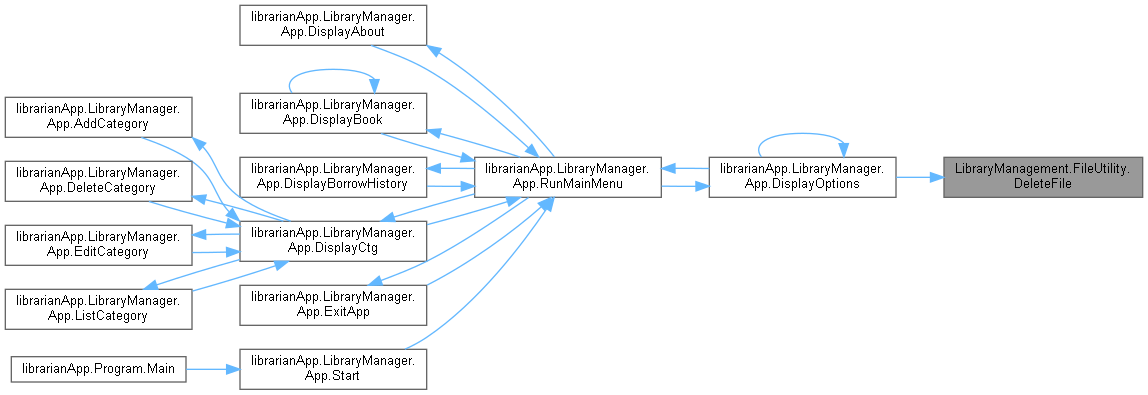 librarianApp.LibraryManager.
App.DisplayAbout
librarianApp.LibraryManager.
App.DisplayBook
librarianApp.LibraryManager.
App.AddCategory
librarianApp.LibraryManager.
App.DisplayBorrowHistory
librarianApp.LibraryManager.
App.RunMainMenu
librarianApp.LibraryManager.
App.DisplayOptions
LibraryManagement.FileUtility.
DeleteFile
librarianApp.LibraryManager.
App.DeleteCategory
librarianApp.LibraryManager.
App.DisplayCtg
librarianApp.LibraryManager.
App.EditCategory
librarianApp.LibraryManager.
App.ListCategory
librarianApp.LibraryManager.
App.ExitApp
librarianApp.Program.Main
librarianApp.LibraryManager.
App.Start